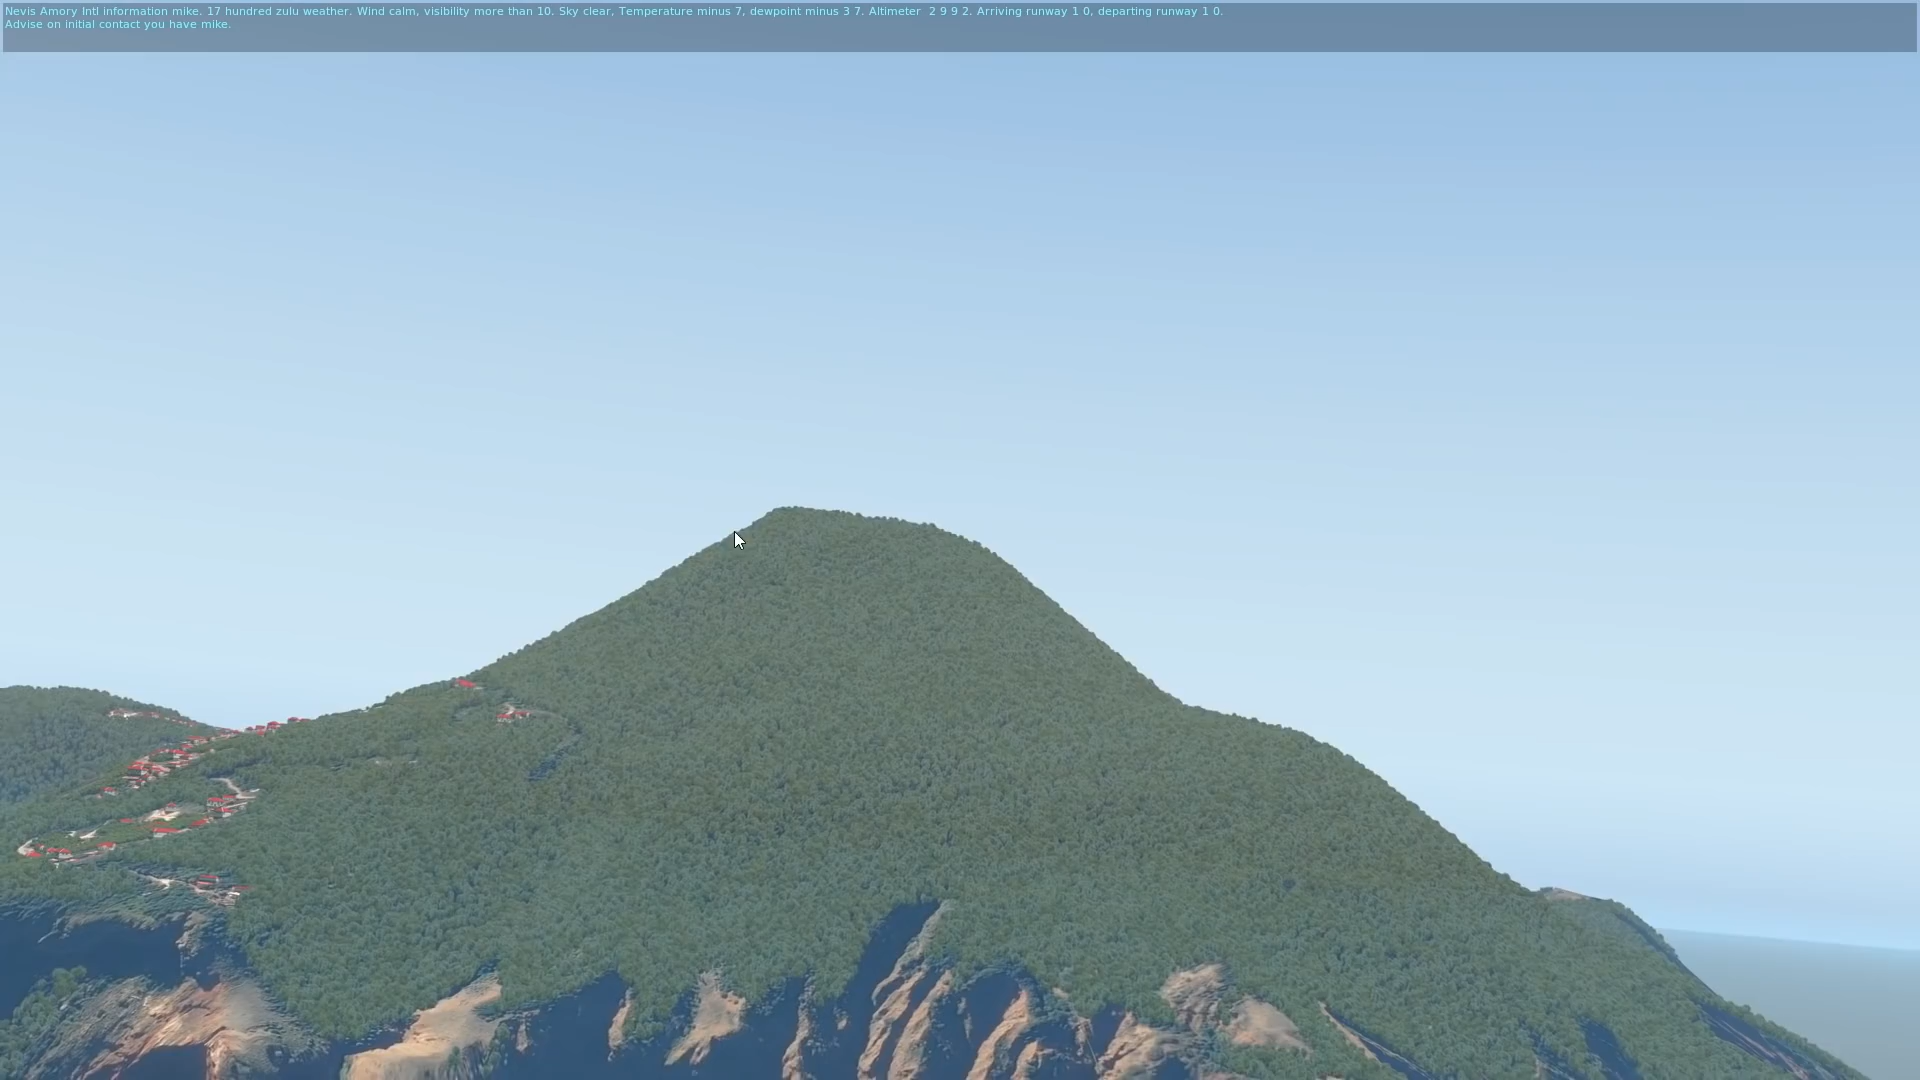 Nevis Amory Intl information mike. 17 hundred zulu weather. Wind calm, visibility more than 10. Sky clear, Temperature minus 7, dewpoint minus 3 7. Altimeter  2 9 9 2. Arriving runway 1 0, departing runway 1 0.
Advise on initial contact you have mike.